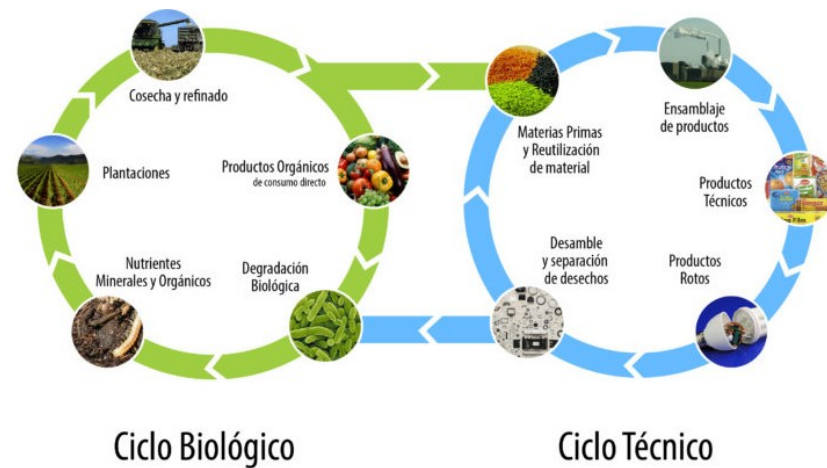 Cosecha y refinado
Plantaciones
Productos Orgánicos
de consumo directo
Nutrientes
Minerales y Orgánicos
Degradación
Biológica
Materias Primas
y Reutilización
de material
Ensamblaje
de productos
Productos
Técnicos
Desamble
y separación
de desechos
Productos
Rotos
Ciclo Biológico
Ciclo Técnico